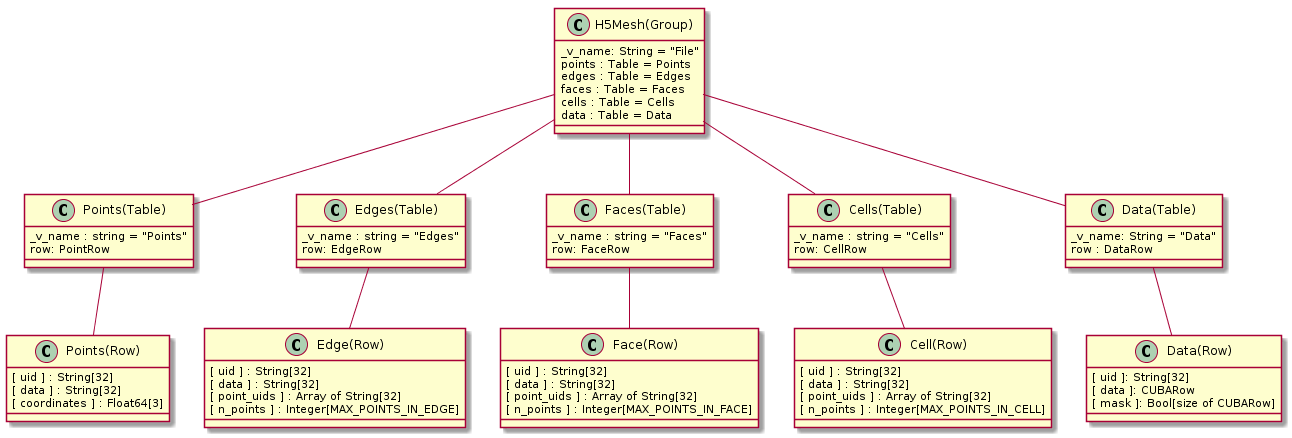 C H5Mesh(Group)
_v_name: String = "File"
points : Table = Points
edges : Table = Edges
faces : Table = Faces
cells : Table = Cells
data : Table = Data
C Points(Table)
_v_name : string = "Points"
row: PointRow
C Edges(Table)
_v_name : string = "Edges"
row: EdgeRow
C Faces(Table)
_v_name : string = "Faces"
row: FaceRow
C Cells(Table)
_v_name : string = "Cells"
row: CellRow
C Data(Table)
_v_name: String = "Data"
row : DataRow
C Points(Row)
[ uid ] : String[32]
[ data ] : String[32]
[ coordinates ] : Float64[3]
C Edge(Row)
[ uid ] : String[32]
[ data ] : String[32]
[ point_uids ] : Array of String[32]
[ n_points ] : Integer[MAX_POINTS_IN_EDGE]
C Face(Row)
[ uid ] : String[32]
[ data ] : String[32]
[ point_uids ] : Array of String[32]
[ n_points ] : Integer[MAX_POINTS_IN_FACE]
C Cell(Row)
[ uid ] : String[32]
[ data ] : String[32]
[ point_uids ] : Array of String[32]
[ n_points ] : Integer[MAX_POINTS_IN_CELL]
C Data(Row)
[ uid ]: String[32]
[ data ]: CUBARow
[ mask ]: Bool[size of CUBARow]